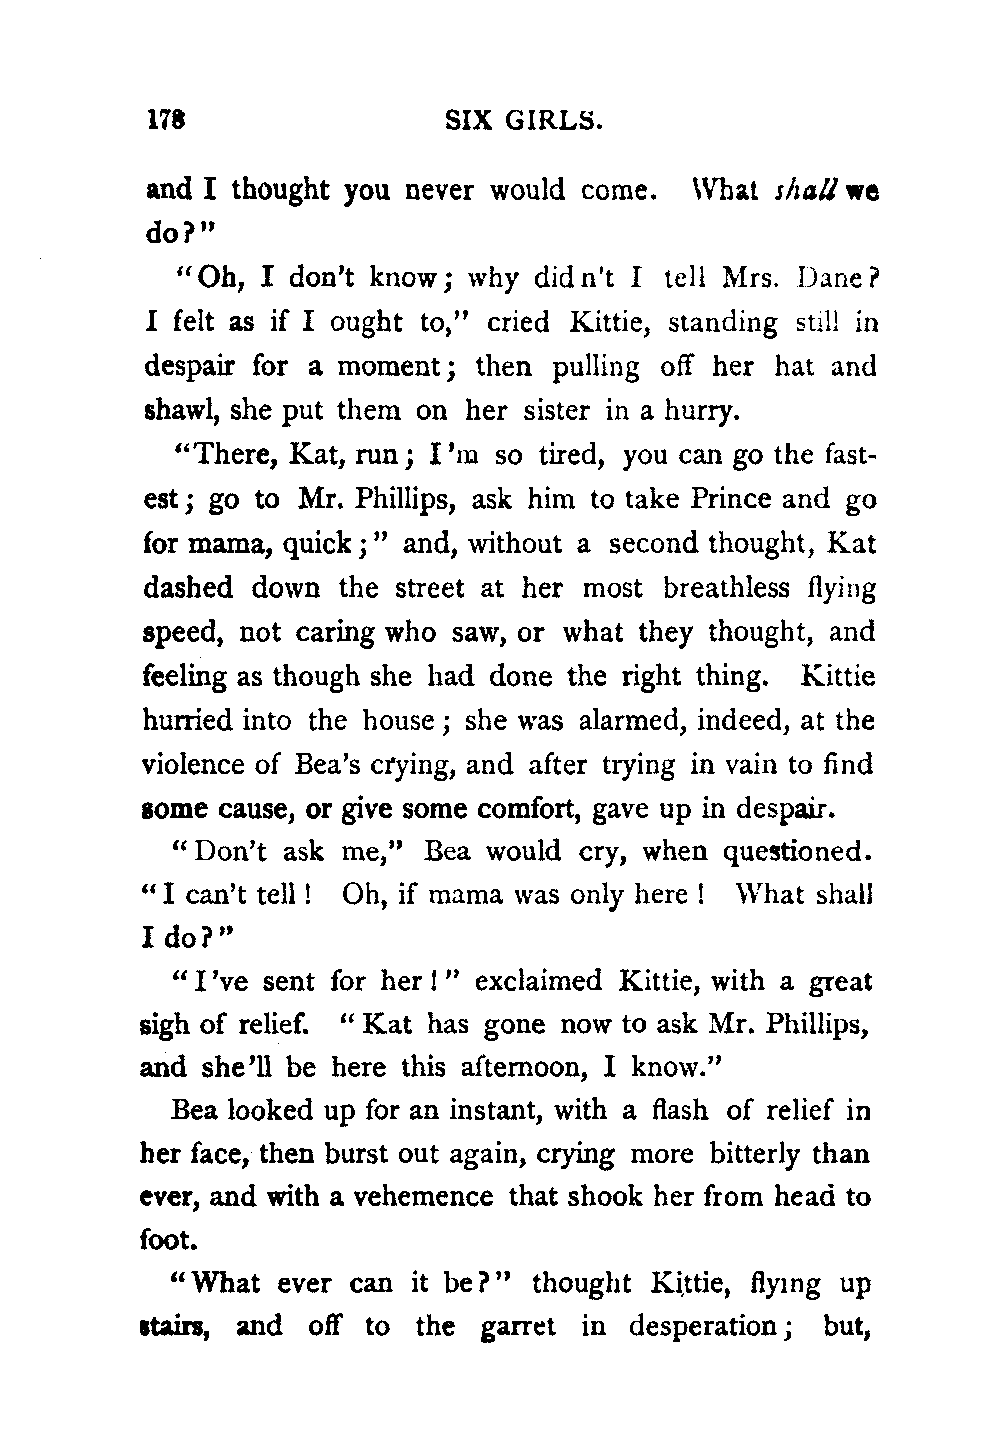 178 SIX GIRLS.
and I thought you never would come. What shall we
do?"
"Oh, I don't know; why didn't I tell Mrs. Dane?
I felt as if I ought to," cried Kittie, standing still in
despair for a moment; then pulling off her hat and
shawl, she put them on her sister in a hurry.
"There, Kat, run; I'm so tired, you can go the fast-
est; go to Mr. Phillips, ask him to take Prince and go
for mama, quick;" and, without a second thought, Kat
dashed down the street at her most breathless flying
speed, not caring who saw, or what they thought, and
feeling as though she had done the right thing. Kittie
hurried into the house; she was alarmed, indeed, at the
violence of Bea's crying, and after trying in vain to find
some cause, or give some comfort, gave up in despair.
"Don't ask me," Bea would cry, when questioned.
"I can't tell! Oh, if mama was only here! What shall
I do?"
"I've sent for her!" exclaimed Kittie, with a great
sigh of relief. "Kat has gone now to ask Mr. Phillips,
and she'll be here this afternoon, I know."
Bea looked up for an instant, with a flash of relief in
her face, then burst out again, crying more bitterly than
ever, and with a vehemence that shook her from head to
foot.
"What ever can it be?" thought Kittie, flying up
stairs, and off to the garret in desperation; but,